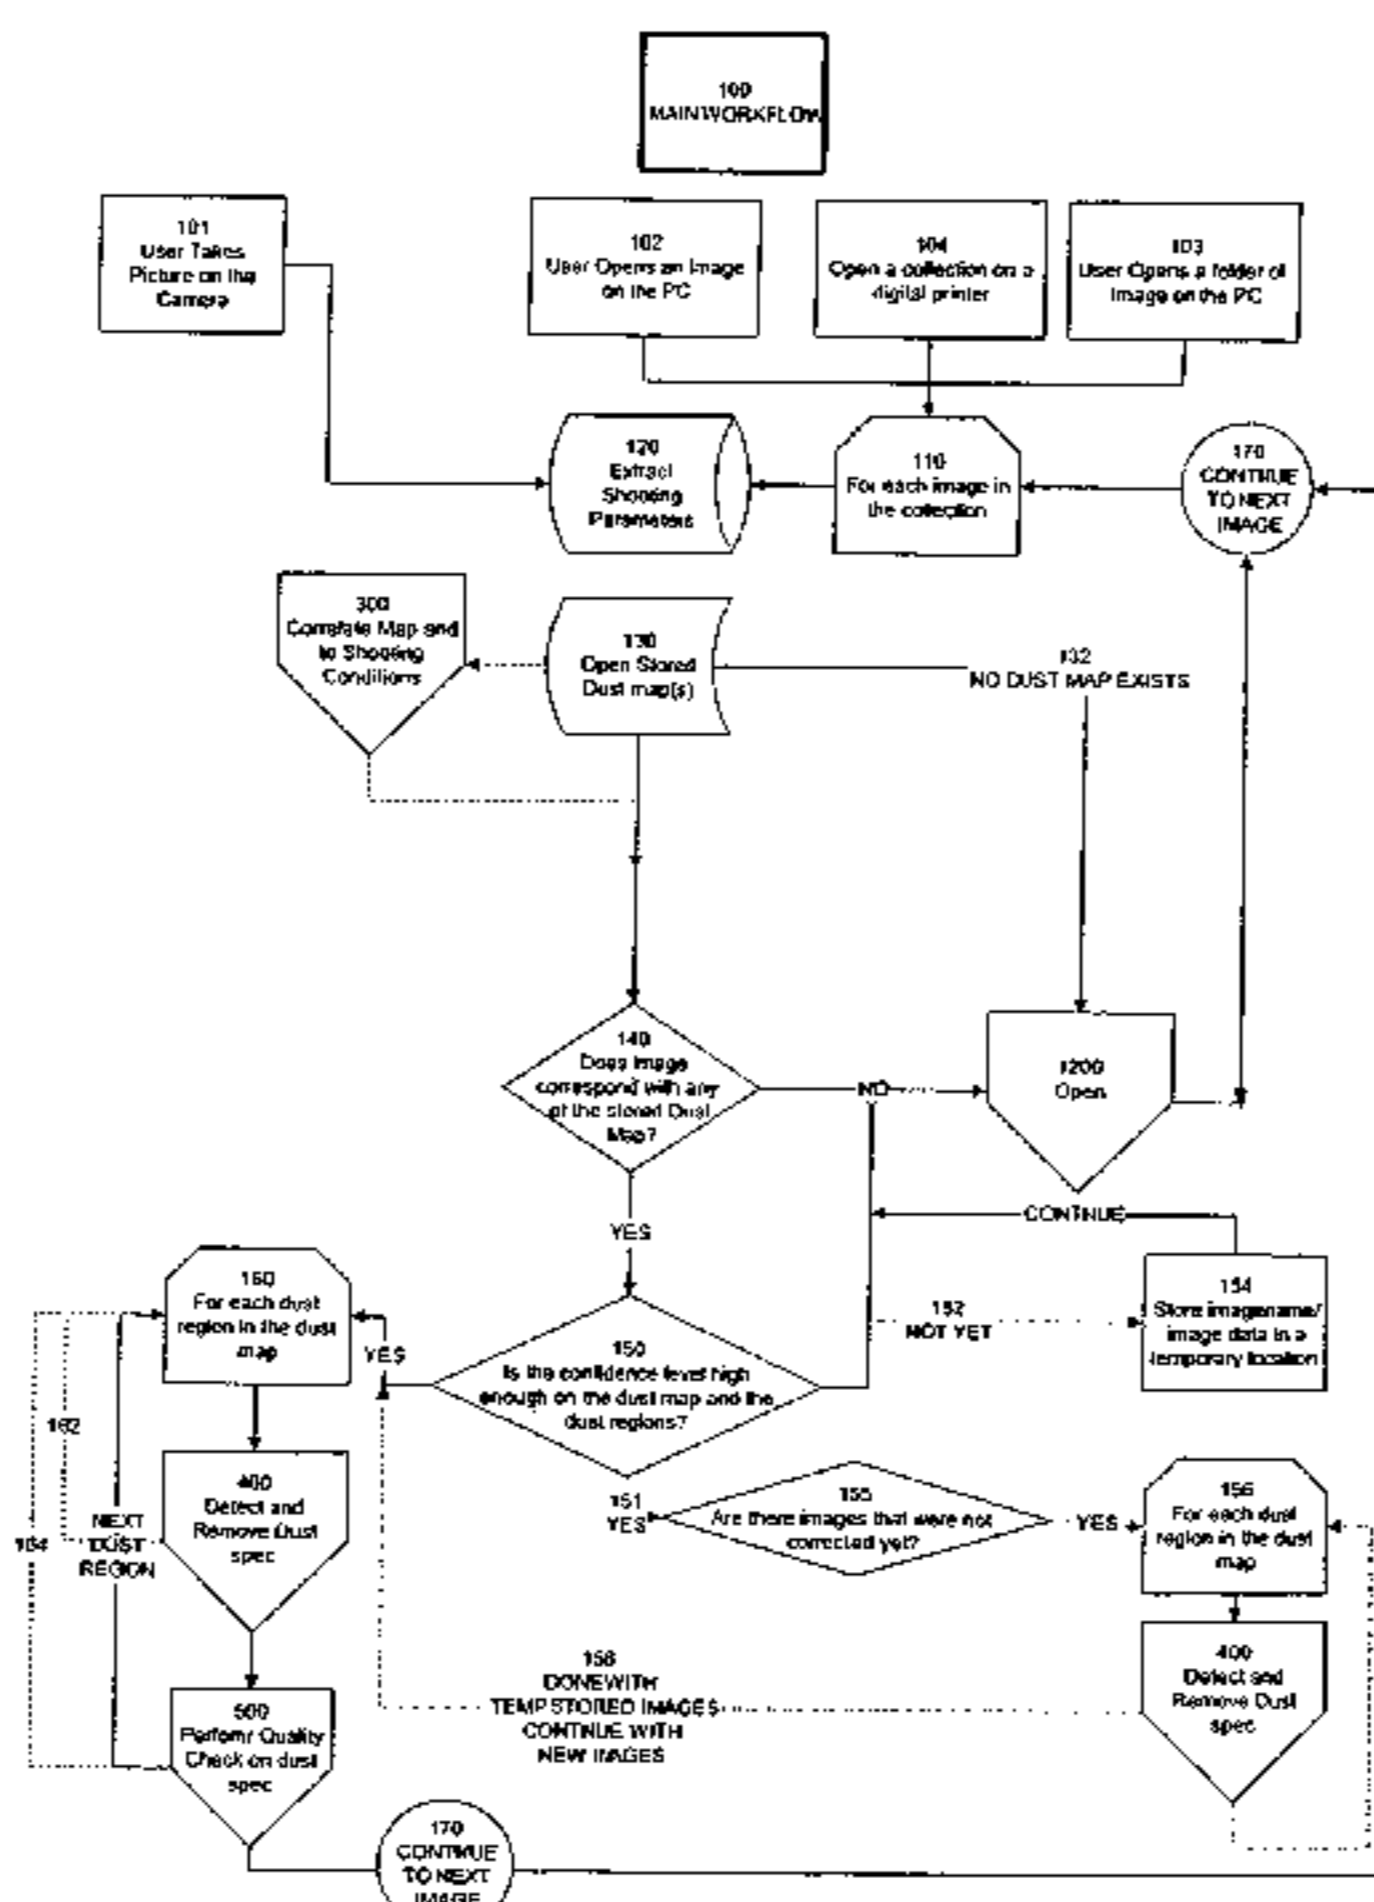 100
MAIN WORKFLOW
101
User Takes
Picture on the
Camera
102
User Opens an Image
on the PC
104
Open a collection on a
digital printer
103
User Opens a folder of
Image on the PC
120
Extract
Shooting
Parameters
110
For each image in
the collection
170
CONTINUE
TO NEXT
IMAGE
300
Correlate Map and
to Shooting
Conditions
130
Open Stored
Dust map(s)
132
NO DUST MAP EXISTS
140
Does Image
correspond with any
of the stored Dust
Map?
NO
1200
Open
YES
CONTINUE
160
For each dust
region in the dust
map
YES
150
Is the confidence level high
enough on the dust map and the
dust regions?
152
NOT YET
154
Store imagename/
image data in a
temporary location
162
400
Detect and
Remove Dust
spec
NEXT
DUST
REGION
164
151
YES
155
Are there images that were not
corrected yet?
YES
156
For each dust
region in the dust
map
400
Detect and
Remove Dust
spec
158
DONE WITH
TEMP STORED IMAGES
CONTINUE WITH
NEW IMAGES
500
Perform Quality
Check on dust
spec
170
CONTINUE
TO NEXT
IMAGE